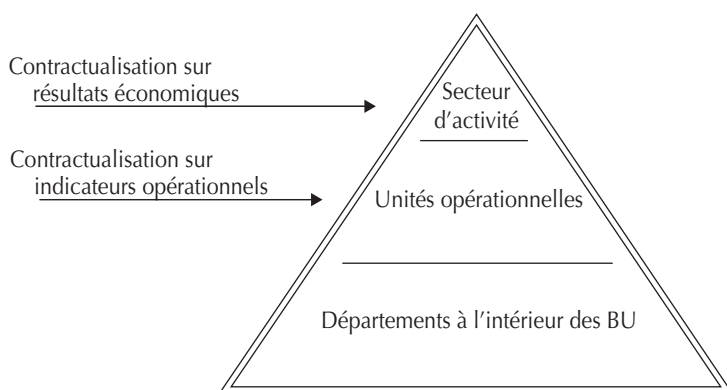 Contractualisation sur
résultats économiques
Secteur
d’activité
Contractualisation sur
indicateurs opérationnels
Unités opérationnelles
Départements à l’intérieur des BU